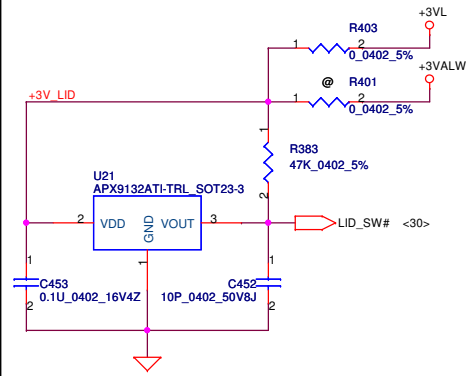 +3VL
R403
1 2
0_0402_5%
+3VALW
@ R401
+3V_LID
1 2
0_0402_5%
1
R383
47K_0402_5%
2
U21
APX9132ATI-TRL_SOT23-3
2 VDD GND VOUT 3
LID_SW# <30>
1
1 1
C453 C452
0.1U_0402_16V4Z 10P_0402_50V8J
2 2